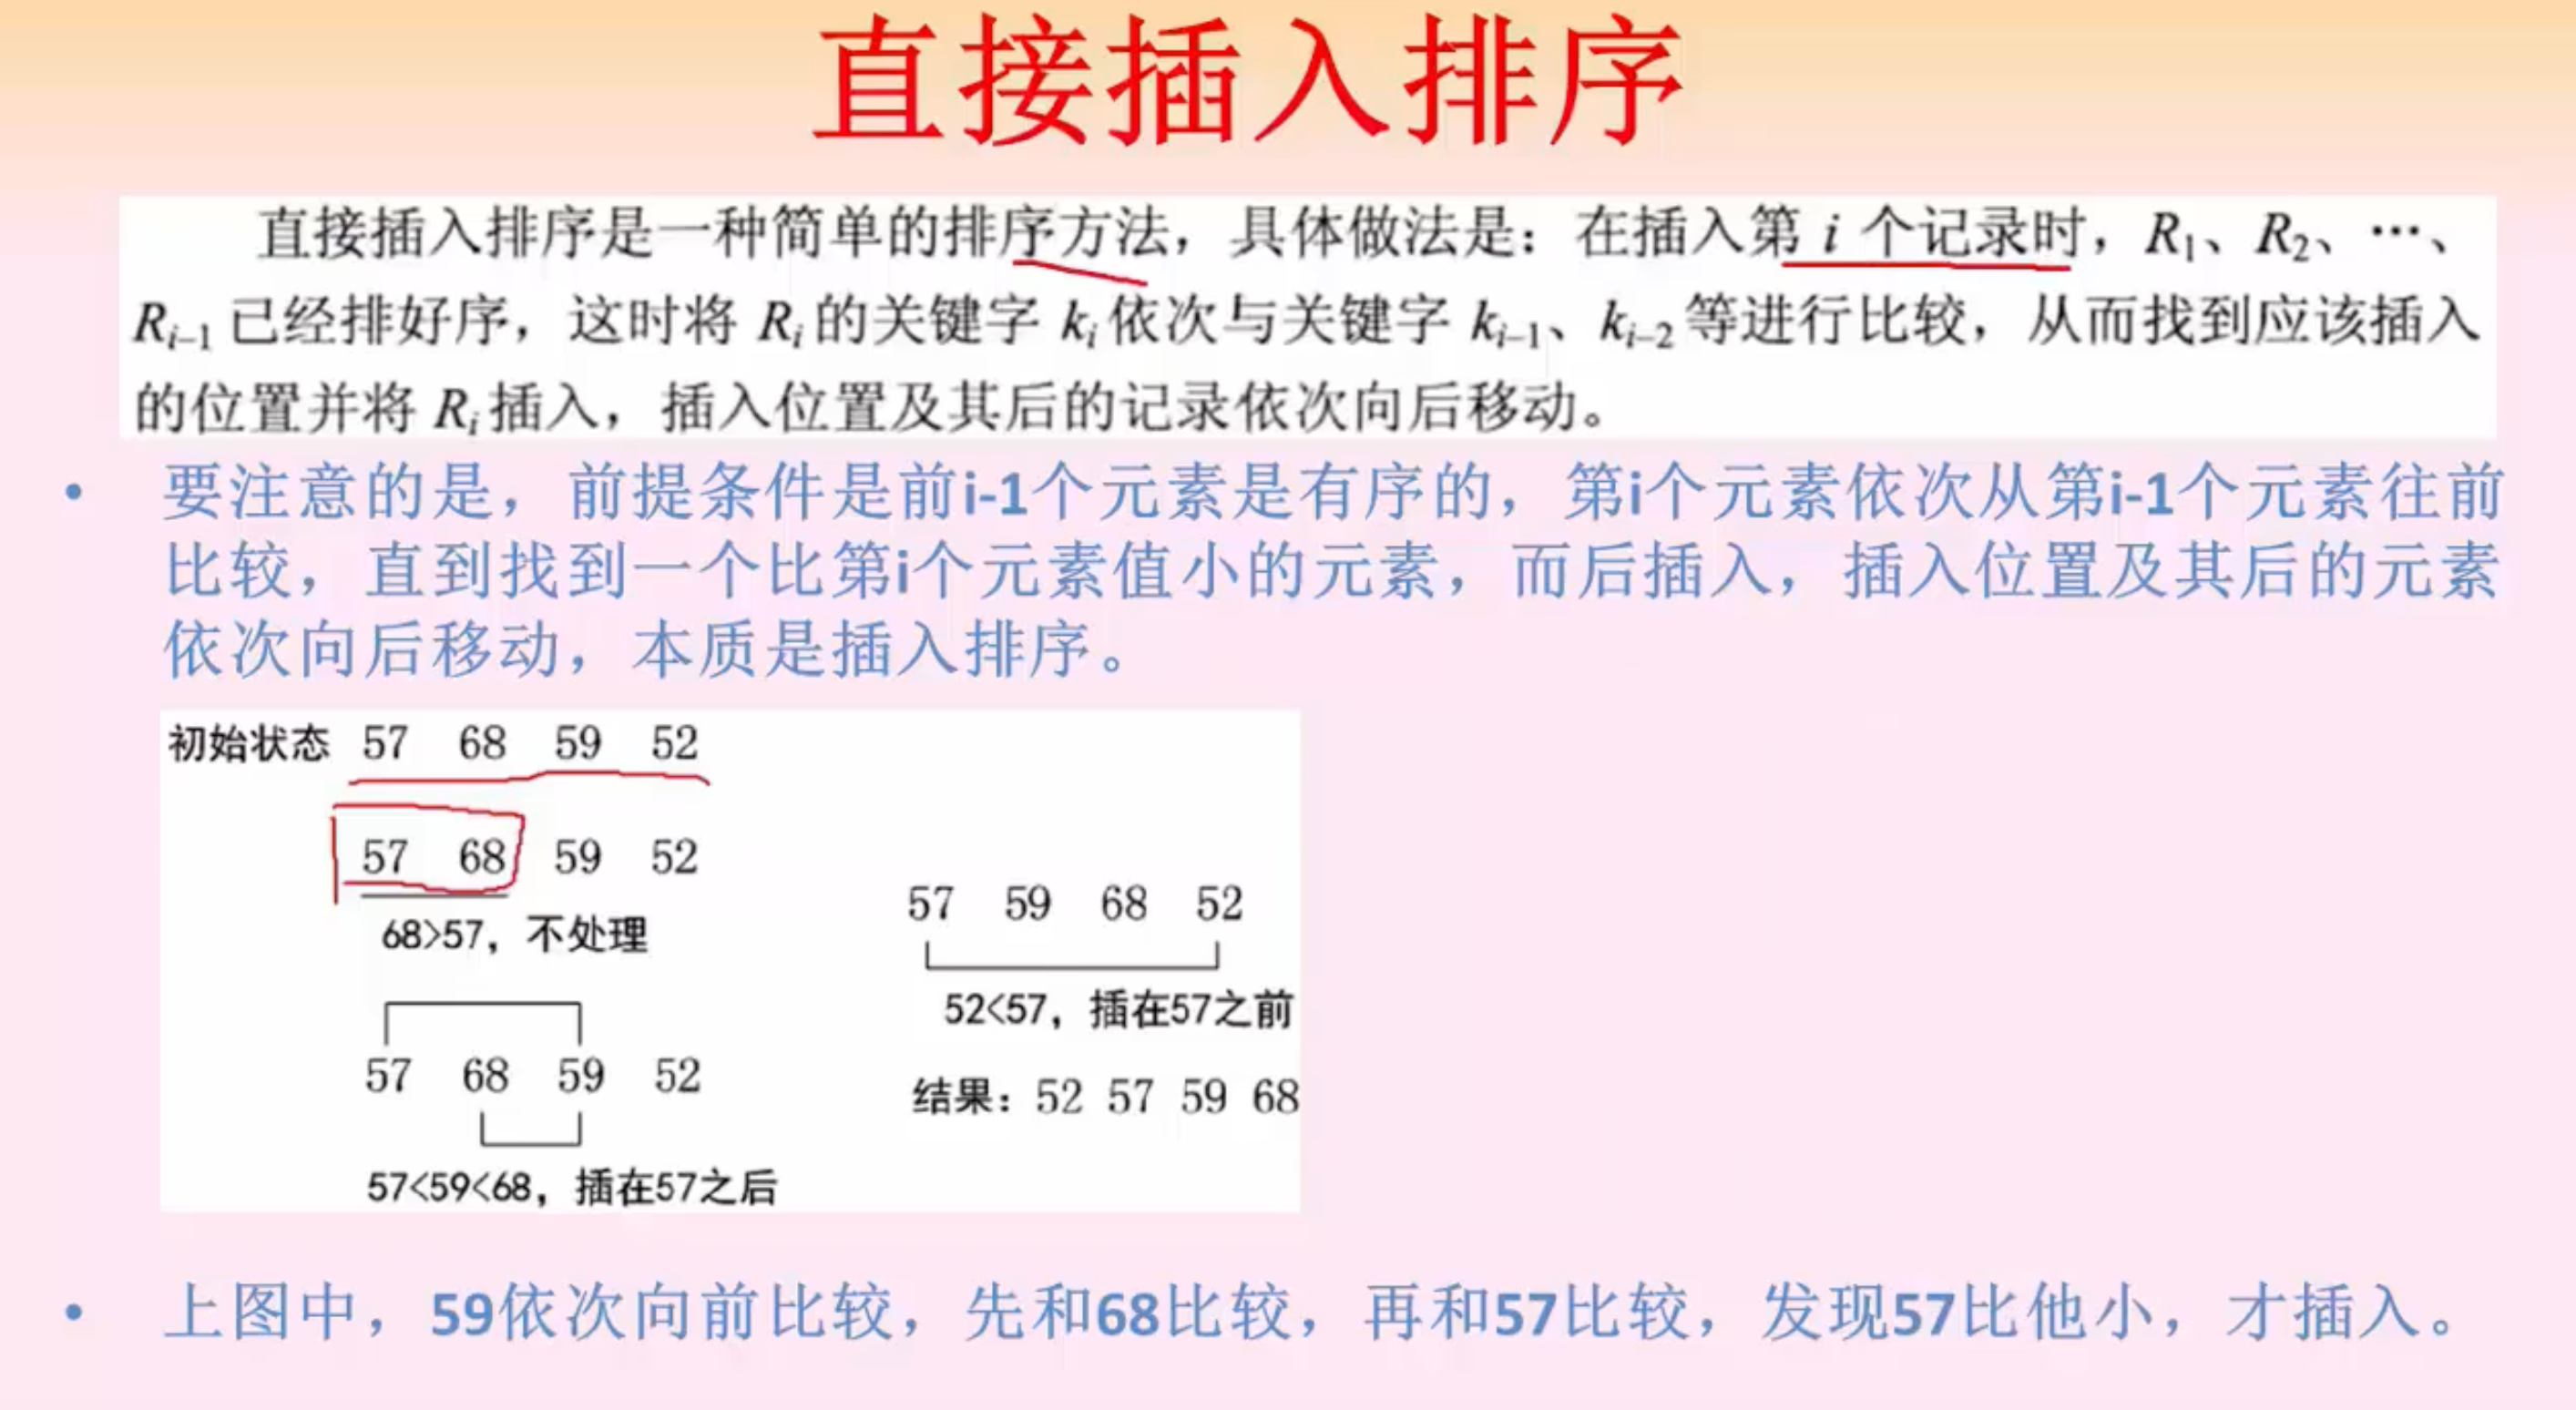 直接插入排序
直接插入排序是一种简单的排序方法，具体做法是：在插入第 i 个记录时，R₁、R₂、…、
Rᵢ₋₁已经排好序，这时将 Rᵢ的关键字 kᵢ依次与关键字 kᵢ₋₁、kᵢ₋₂等进行比较，从而找到应该插入
的位置并将 Rᵢ插入，插入位置及其后的记录依次向后移动。
• 要注意的是，前提条件是前i-1个元素是有序的，第i个元素依次从第i-1个元素往前
比较，直到找到一个比第i个元素值小的元素，而后插入，插入位置及其后的元素
依次向后移动，本质是插入排序。
初始状态 57 68 59 52
57 68 59 52
68>57，不处理
57 68 59 52
57<59<68，插在57之后
57 59 68 52
52<57，插在57之前
结果：52 57 59 68
• 上图中，59依次向前比较，先和68比较，再和57比较，发现57比他小，才插入。